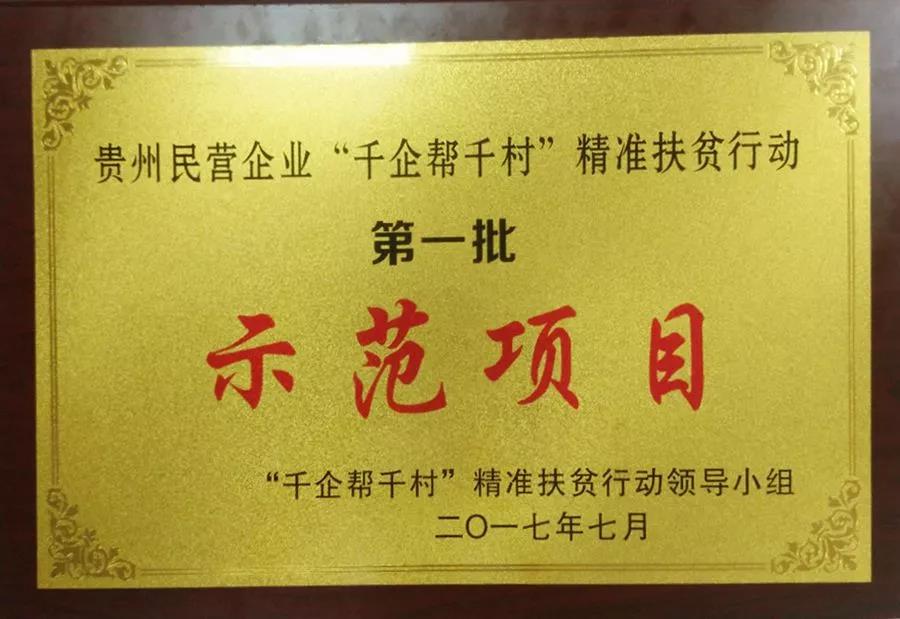 贵州民营企业“千企帮千村”精准扶贫行动
第一批
示范项目
“千企帮千村”精准扶贫行动领导小组
二〇一七年七月